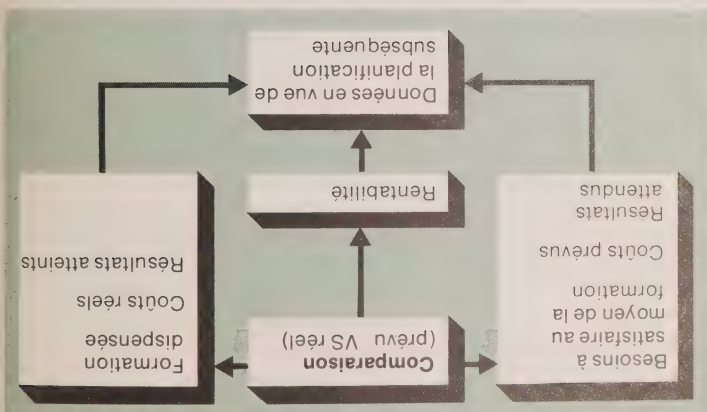 Besoins à
satisfaire au
moyen de la
formation
Coûts prévus
Resultats
attendus
Comparaison
(prévu VS réel)
Rentabilité
Données en vue de
la planification
subséquente
Formation
dispensée
Coûts réels
Résultats atteints